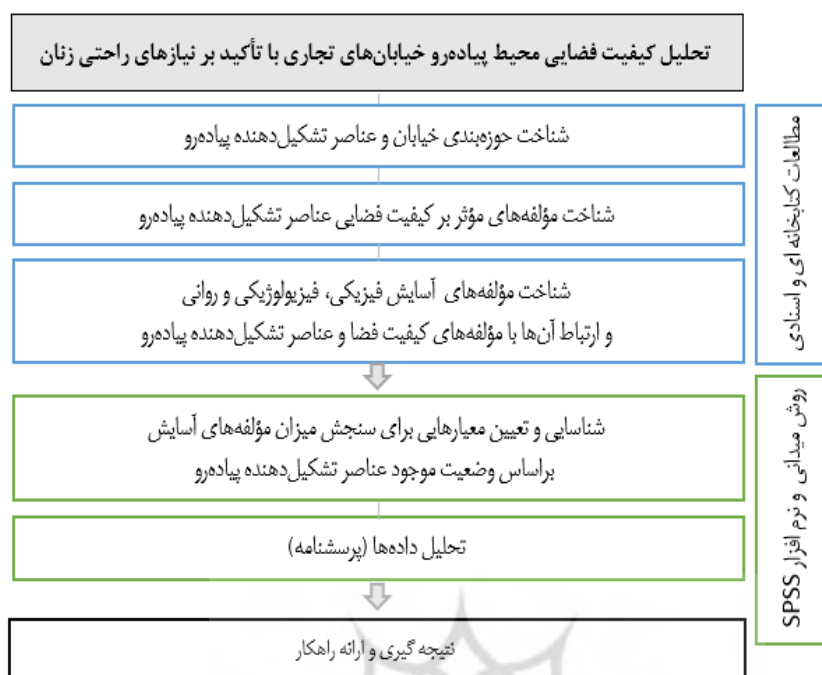 تحلیل کیفیت فضایی محیط پیاده‌رو خیابان‌های تجاری با تأکید بر نیازهای راحتی زنان
شناخت حوزه‌بندی خیابان و عناصر تشکیل‌دهنده پیاده‌رو
شناخت مؤلفه‌های مؤثر بر کیفیت فضایی عناصر تشکیل‌دهنده پیاده‌رو
شناخت مؤلفه‌های آسایش فیزیکی، فیزیولوژیکی و روانی
و ارتباط آن‌ها با مؤلفه‌های کیفیت فضا و عناصر تشکیل‌دهنده پیاده‌رو
مطالعات کتابخانه ای و اسنادی
شناسایی و تعیین معیارهایی برای سنجش میزان مؤلفه‌های آسایش
براساس وضعیت موجود عناصر تشکیل‌دهنده پیاده‌رو
تحلیل داده‌ها (پرسشنامه)
روش میدانی و نرم افزار SPSS
نتیجه گیری و ارائه راهکار